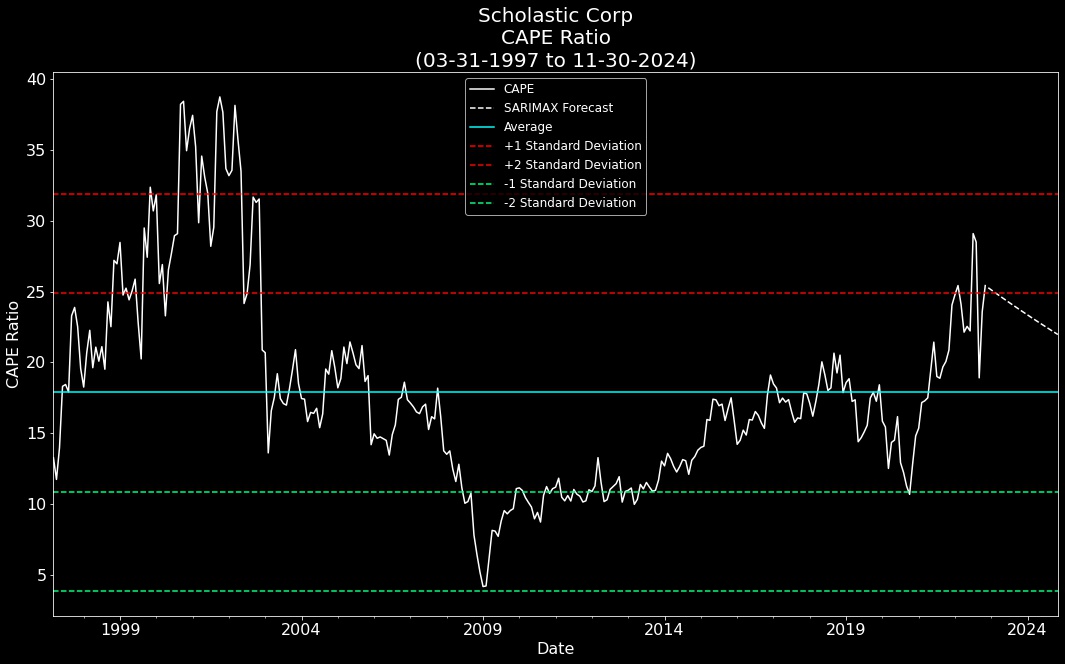 Scholastic Corp
CAPE Ratio
(03-31-1997 to 11-30-2024)
CAPE
SARIMAX Forecast
Average
+1 Standard Deviation
+2 Standard Deviation
-1 Standard Deviation
-2 Standard Deviation
40
35
30
25
20
15
10
5
CAPE Ratio
1999
2004
2009
2014
2019
2024
Date